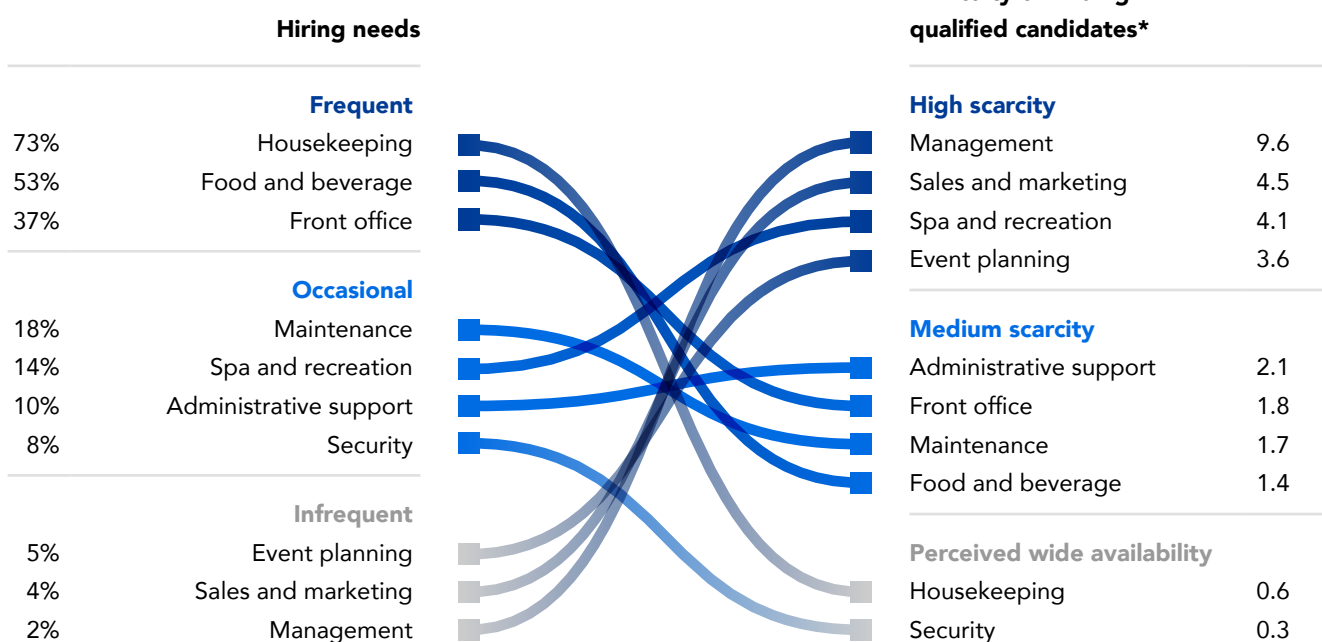 Hiring needs
Frequent
73% Housekeeping
53% Food and beverage
37% Front office
Occasional
18% Maintenance
14% Spa and recreation
10% Administrative support
8% Security
Infrequent
5% Event planning
4% Sales and marketing
2% Management
qualified candidates*
High scarcity
Management 9.6
Sales and marketing 4.5
Spa and recreation 4.1
Event planning 3.6
Medium scarcity
Administrative support 2.1
Front office 1.8
Maintenance 1.7
Food and beverage 1.4
Perceived wide availability
Housekeeping 0.6
Security 0.3